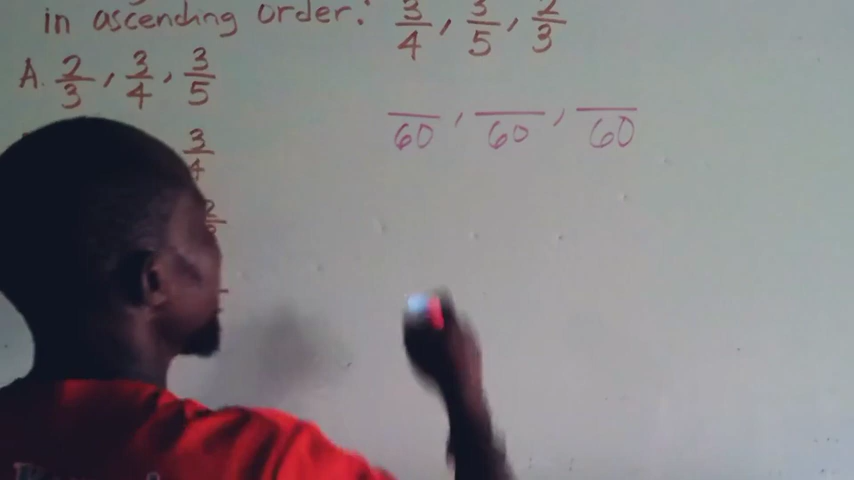 in ascending order: 3/4, 3/5, 2/3
A. 2/3, 3/4, 3/5
/60, /60, /60
3/4
2